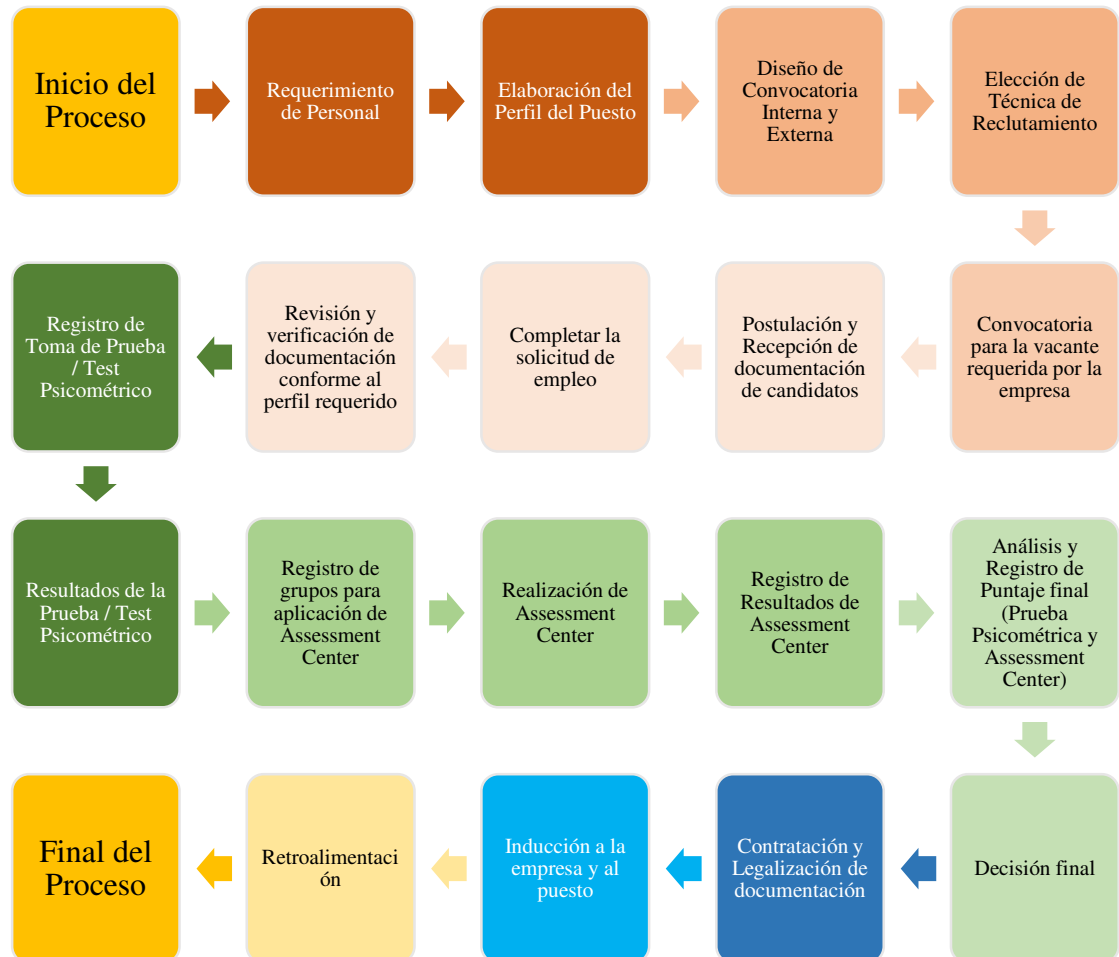 Inicio del
Proceso
Requerimiento
de Personal
Elaboración del
Perfil del Puesto
Diseño de
Convocatoria
Interna y
Externa
Elección de
Técnica de
Reclutamiento
Convocatoria
para la vacante
requerida por la
empresa
Postulación y
Recepción de
documentación
de candidatos
Completar la
solicitud de
empleo
Revisión y
verificación de
documentación
conforme al
perfil requerido
Registro de
Toma de Prueba
/ Test
Psicométrico
Resultados de la
Prueba / Test
Psicométrico
Registro de
grupos para
aplicación de
Assessment
Center
Realización de
Assessment
Center
Registro de
Resultados de
Assessment
Center
Análisis y
Registro de
Puntaje final
(Prueba
Psicométrica y
Assessment
Center)
Decisión final
Contratación y
Legalización de
documentación
Inducción a la
empresa y al
puesto
Retroalimentaci
ón
Final del
Proceso